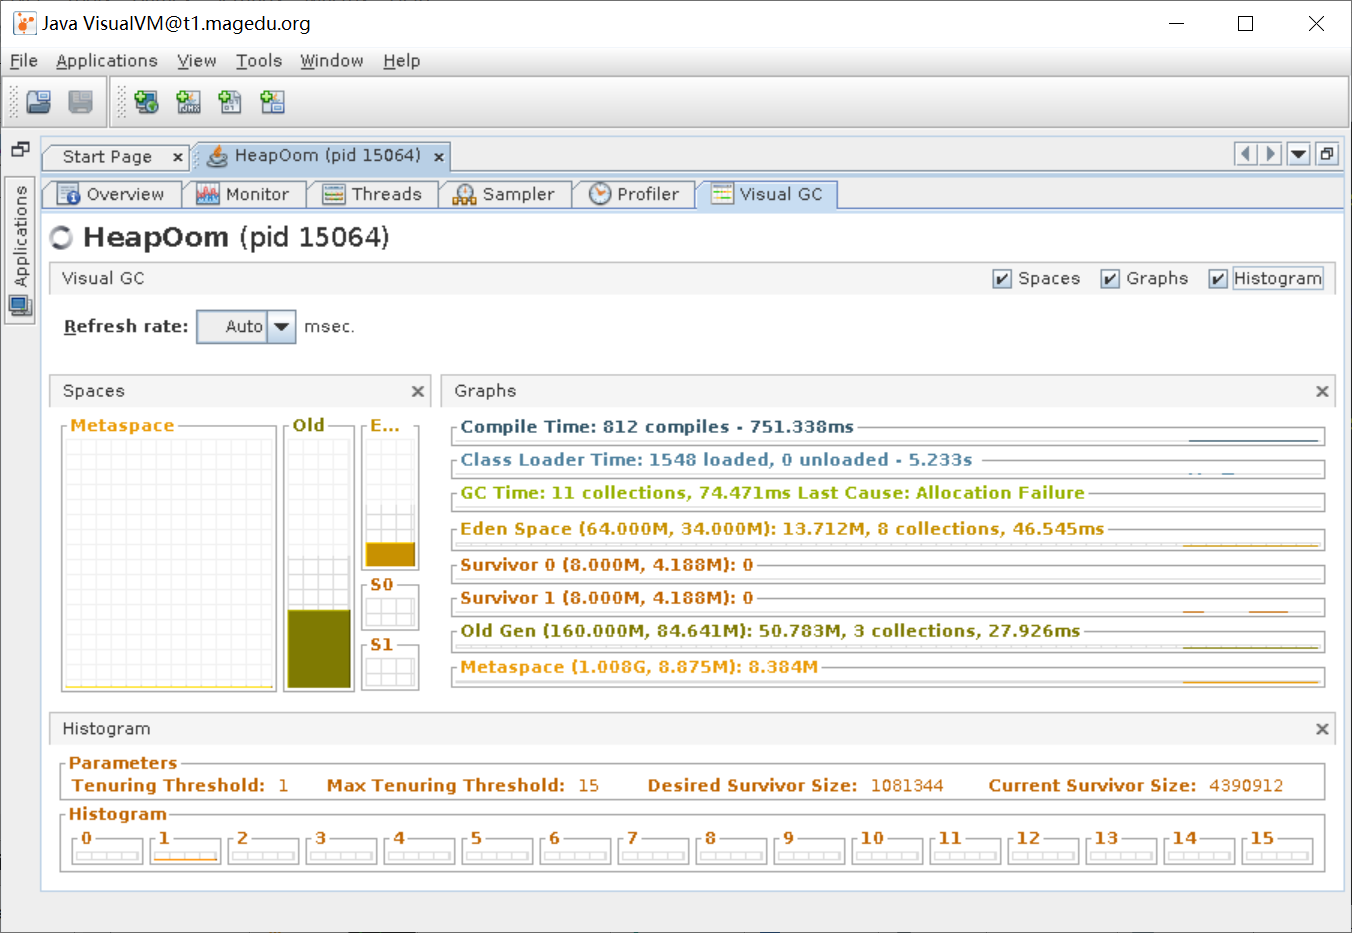 Java VisualVM@t1.magedu.org
File Applications View Tools Window Help
Start Page HeapOom (pid 15064)
Applications
Overview Monitor Threads Sampler Profiler Visual GC
HeapOom (pid 15064)
Visual GC Spaces Graphs Histogram
Refresh rate: Auto msec.
Spaces
Metaspace Old E...
S0
S1
Graphs
Compile Time: 812 compiles - 751.338ms
Class Loader Time: 1548 loaded, 0 unloaded - 5.233s
GC Time: 11 collections, 74.471ms Last Cause: Allocation Failure
Eden Space (64.000M, 34.000M): 13.712M, 8 collections, 46.545ms
Survivor 0 (8.000M, 4.188M): 0
Survivor 1 (8.000M, 4.188M): 0
Old Gen (160.000M, 84.641M): 50.783M, 3 collections, 27.926ms
Metaspace (1.008G, 8.875M): 8.384M
Histogram
Parameters
Tenuring Threshold: 1 Max Tenuring Threshold: 15 Desired Survivor Size: 1081344 Current Survivor Size: 4390912
Histogram
0 1 2 3 4 5 6 7 8 9 10 11 12 13 14 15